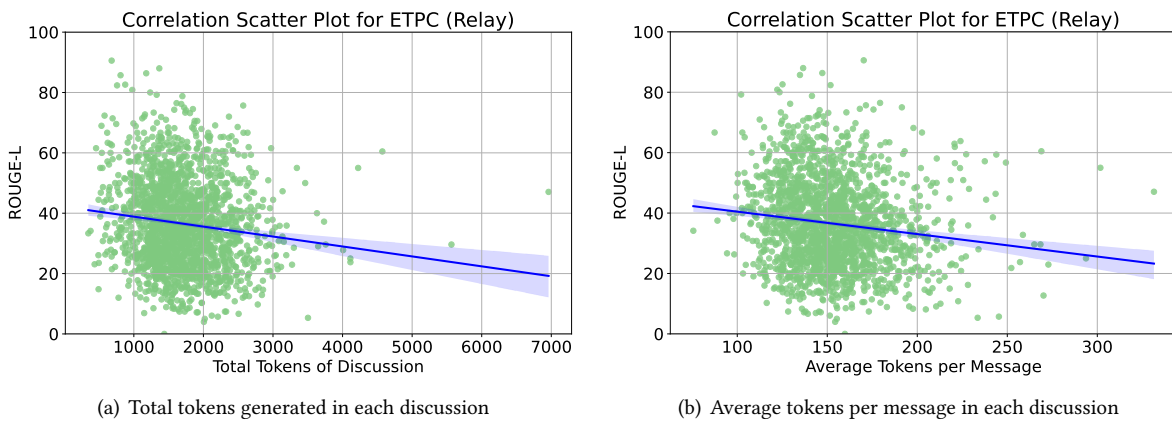 Correlation Scatter Plot for ETPC (Relay)
100
80
60
40
20
0
ROUGE-L
1000 2000 3000 4000 5000 6000 7000
Total Tokens of Discussion
(a) Total tokens generated in each discussion
Correlation Scatter Plot for ETPC (Relay)
100
80
60
40
20
0
ROUGE-L
100 150 200 250 300
Average Tokens per Message
(b) Average tokens per message in each discussion